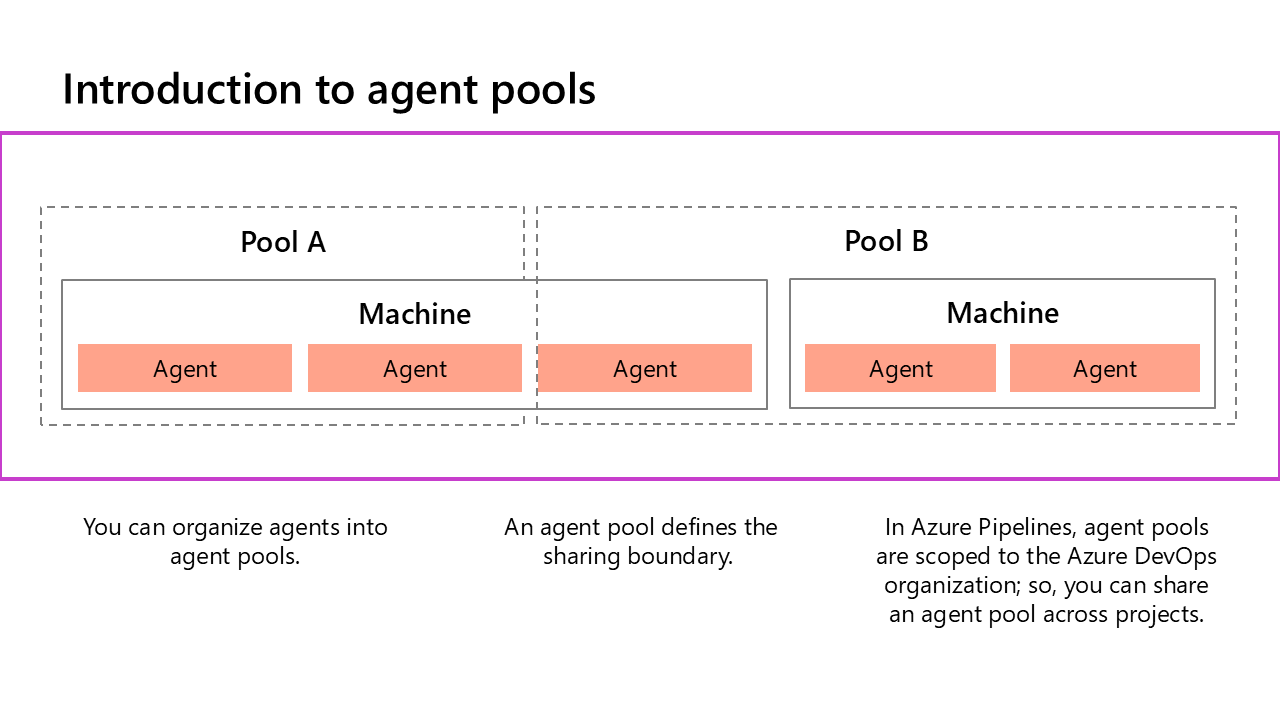 Introduction to agent pools
Pool A
Pool B
Machine
Machine
Agent
Agent
Agent
Agent
Agent
You can organize agents into
agent pools.
An agent pool defines the
sharing boundary.
In Azure Pipelines, agent pools
are scoped to the Azure DevOps
organization; so, you can share
an agent pool across projects.